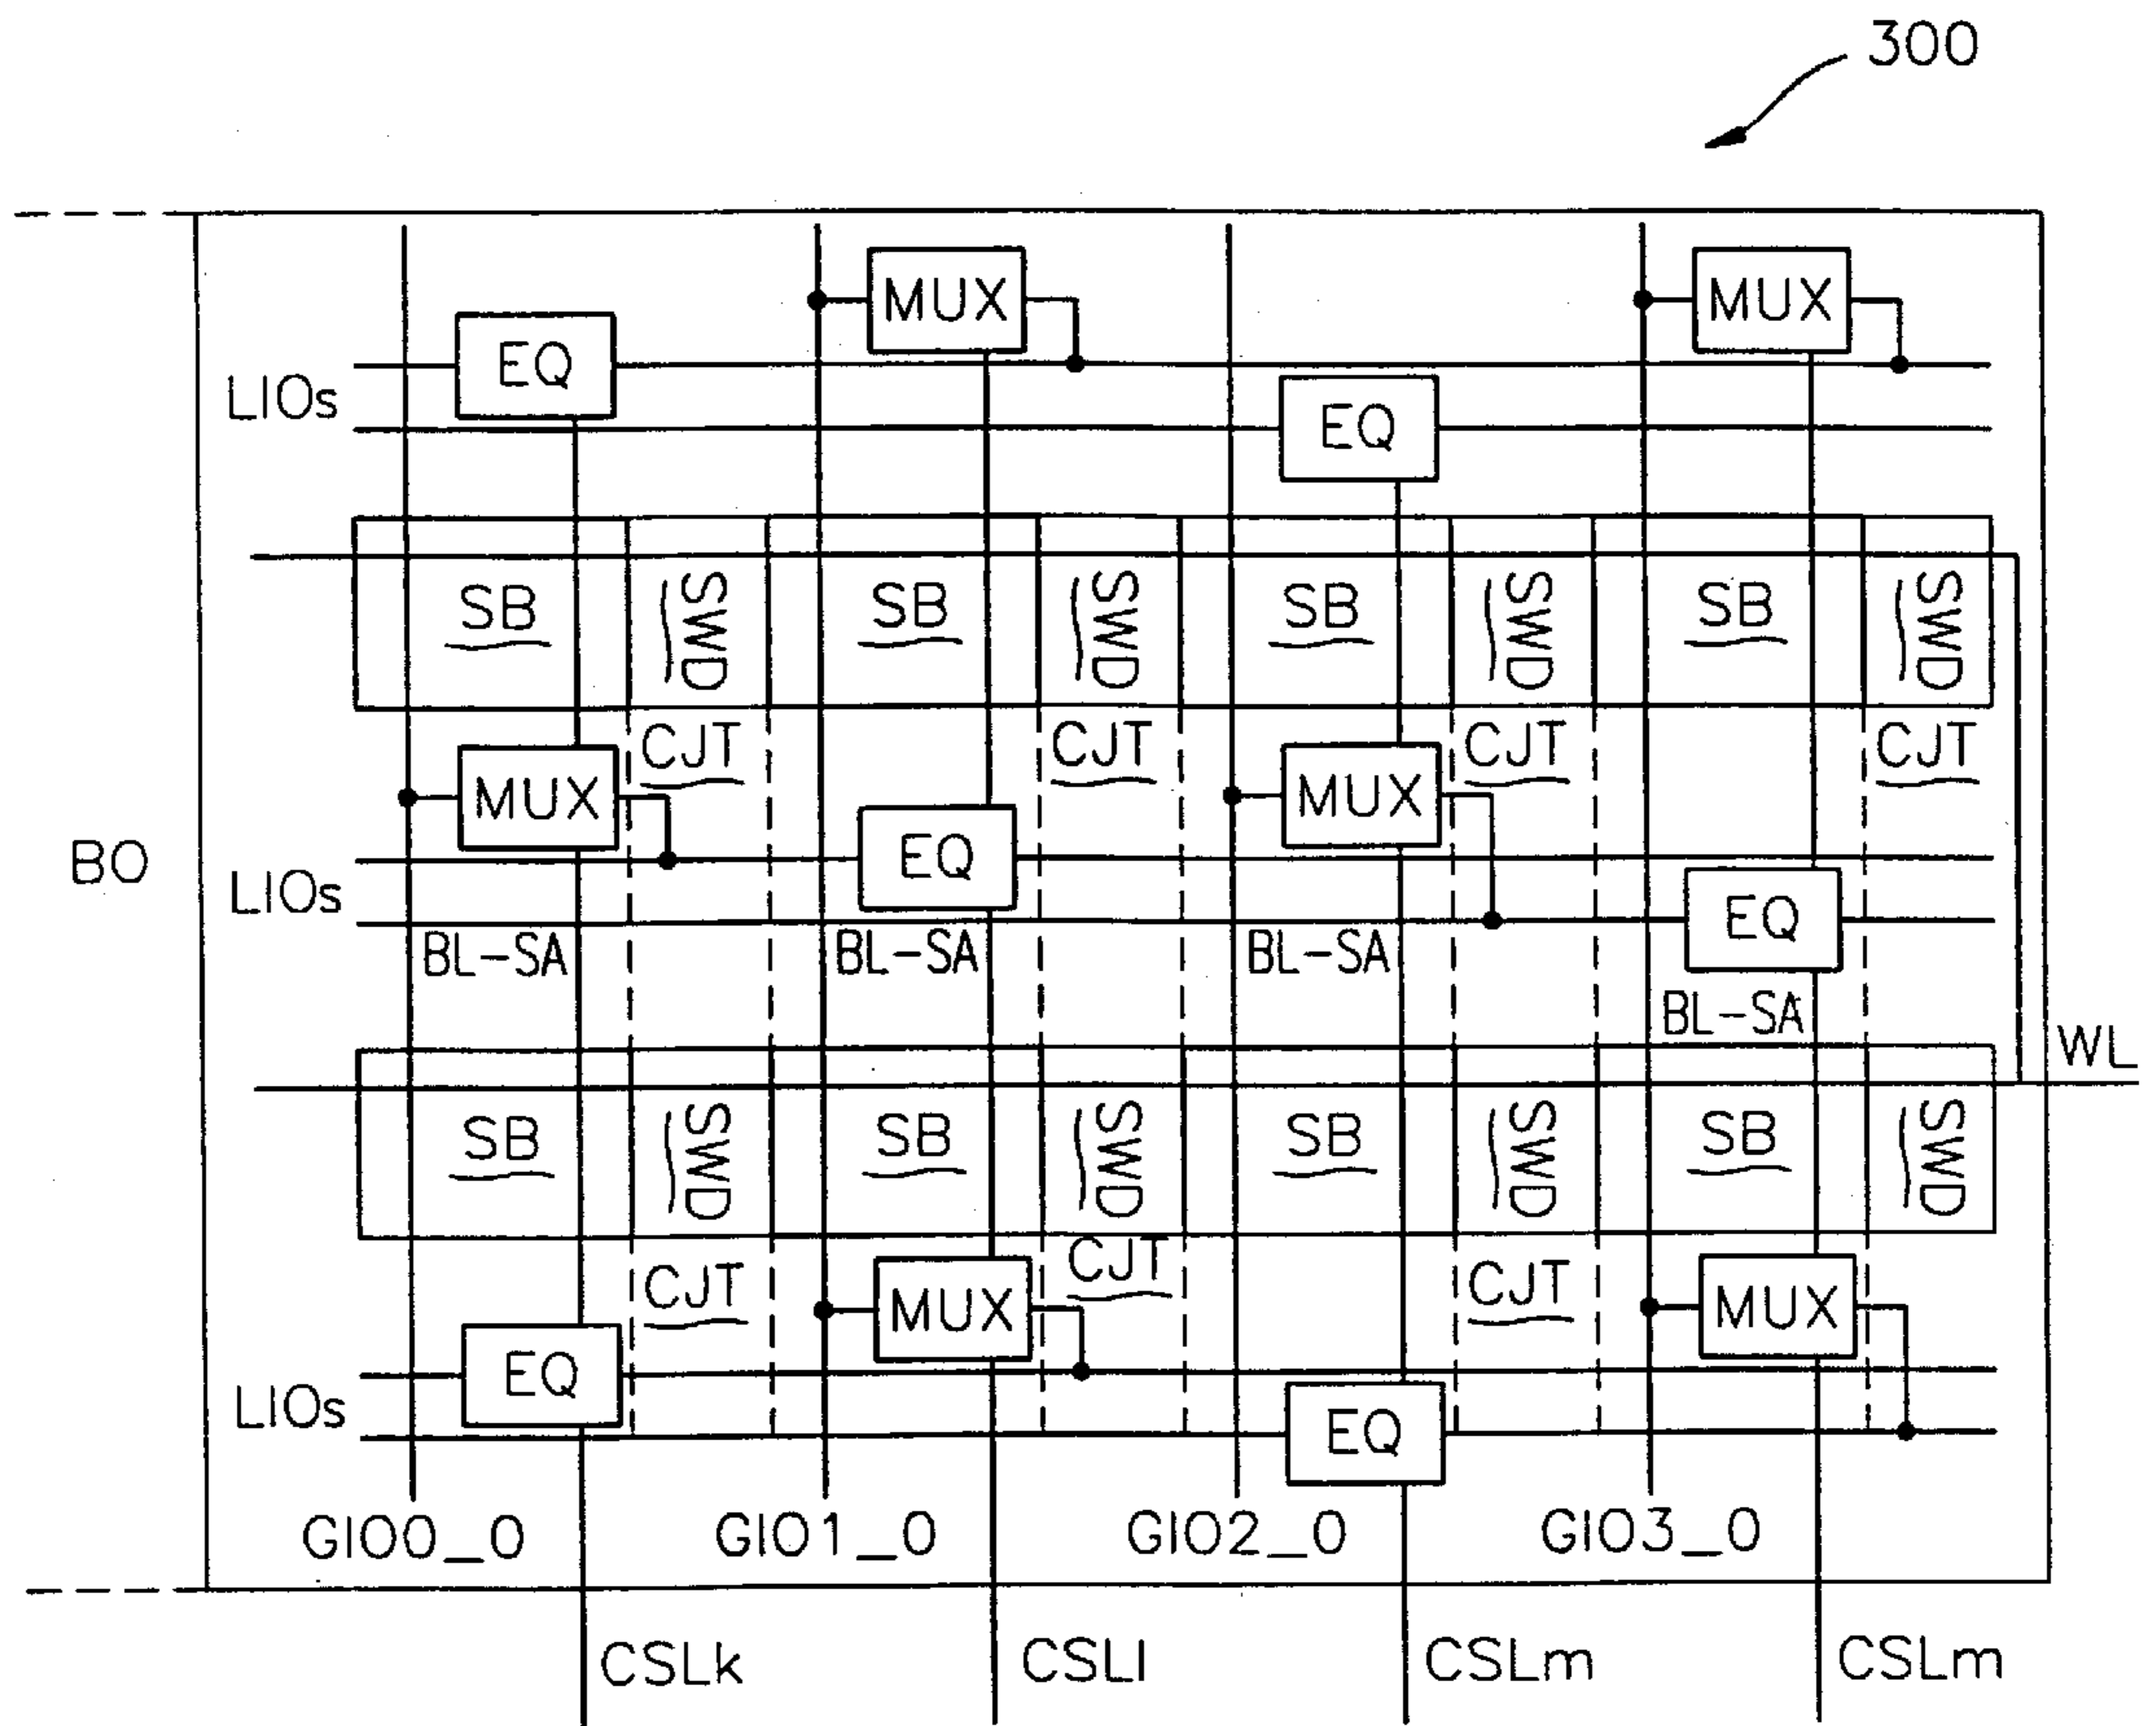 300
MUX MUX
EQ
LIOs
EQ
SB SWD SB SWD SB SWD SB SWD
CJT CJT CJT CJT
MUX MUX
BO
EQ
LIOs
EQ
BL-SA BL-SA BL-SA
BL-SA
WL
SB SWD SB SWD SB SWD SB SWD
CJT CJT CJT
MUX MUX
EQ
LIOs
EQ
GIO0_0 GIO1_0 GIO2_0 GIO3_0
CSLk CSLl CSLm CSLm